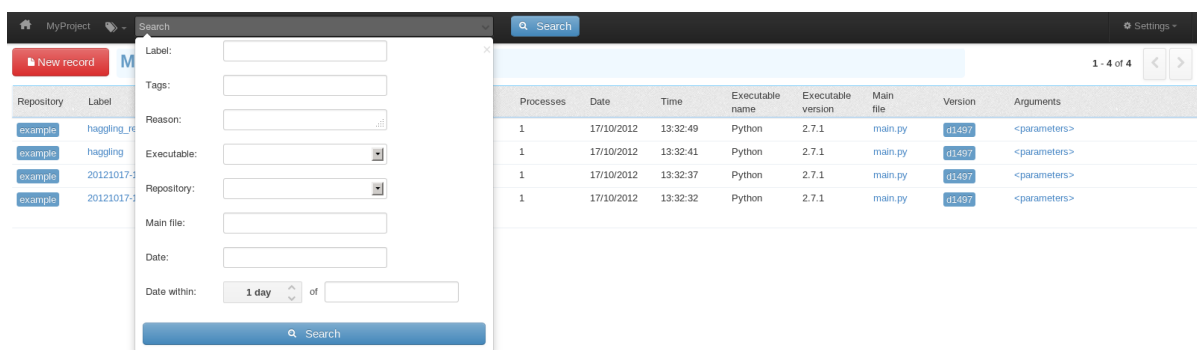 MyProject Search Search Settings
New record M 1 - 4 of 4
Label:
Tags:
Reason:
Executable:
Repository:
Main file:
Date:
Date within: 1 day of
Search
Repository Label Processes Date Time Executable name Executable version Main file Version Arguments
example haggling_re 1 17/10/2012 13:32:49 Python 2.7.1 main.py d1497 <parameters>
example haggling 1 17/10/2012 13:32:41 Python 2.7.1 main.py d1497 <parameters>
example 20121017-1 1 17/10/2012 13:32:37 Python 2.7.1 main.py d1497 <parameters>
example 20121017-1 1 17/10/2012 13:32:32 Python 2.7.1 main.py d1497 <parameters>